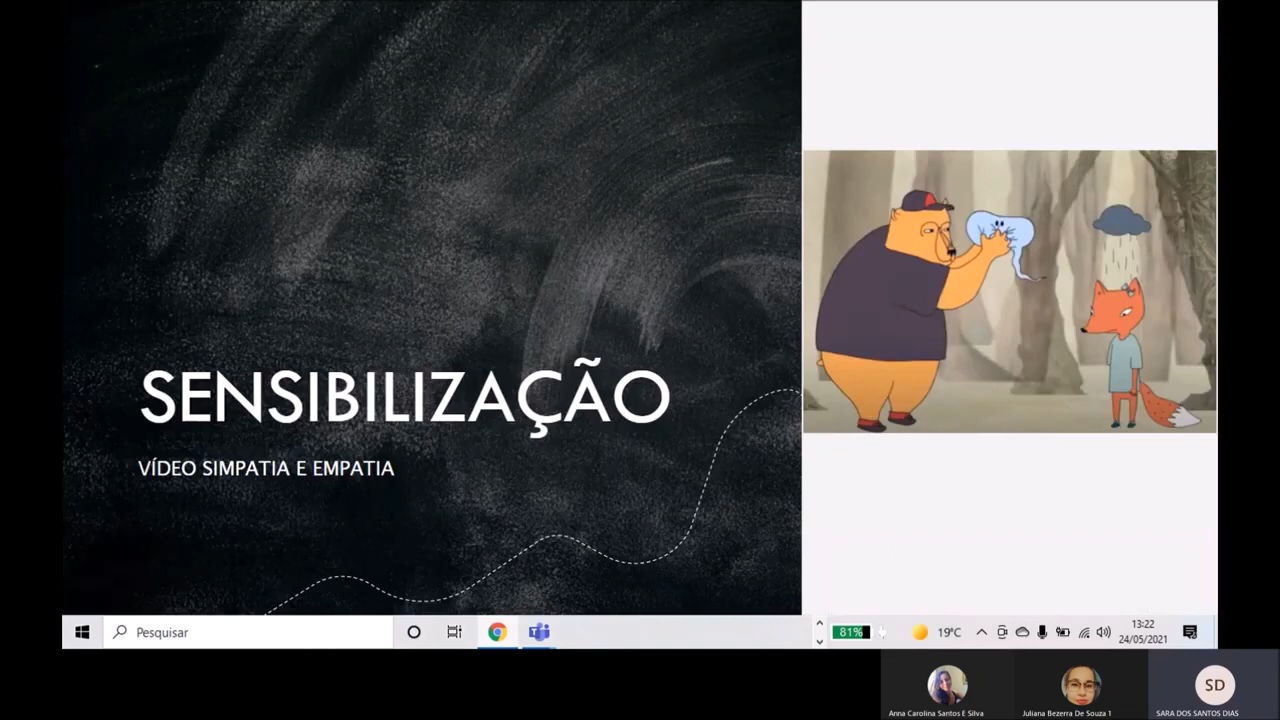 SENSIBILIZAÇÃO
VÍDEO SIMPATIA E EMPATIA
Pesquisar
81%
19°C
13:22
24/05/2021
SD
Anna Carolina Santos E Silva
Juliana Bezerra De Souza 1
SARA DOS SANTOS DIAS